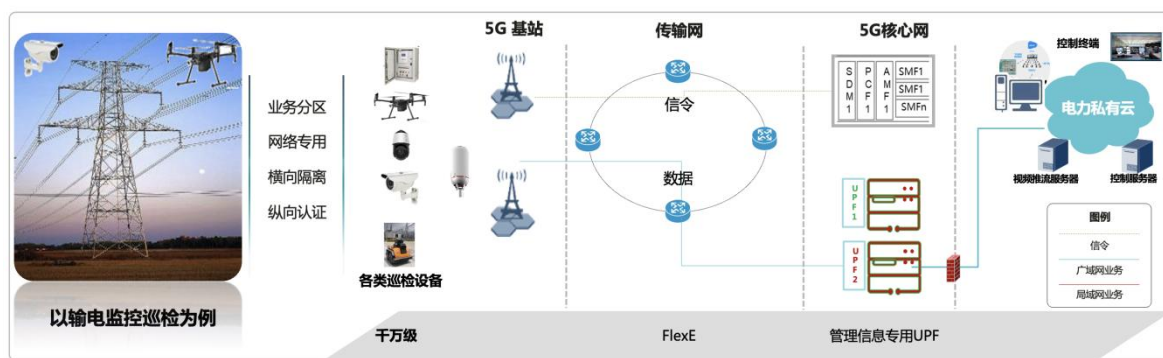 5G 基站
传输网
5G核心网
控制终端
业务分区
网络专用
横向隔离
纵向认证
信令
数据
S
D
M
1
P
C
F
1
A
M
F
1
SMF1
SMF1
SMFn
U
P
F
1
U
P
F
2
电力私有云
视频推流服务器
控制服务器
图例
信令
广域网业务
局域网业务
各类巡检设备
以输电监控巡检为例
千万级
FlexE
管理信息专用UPF